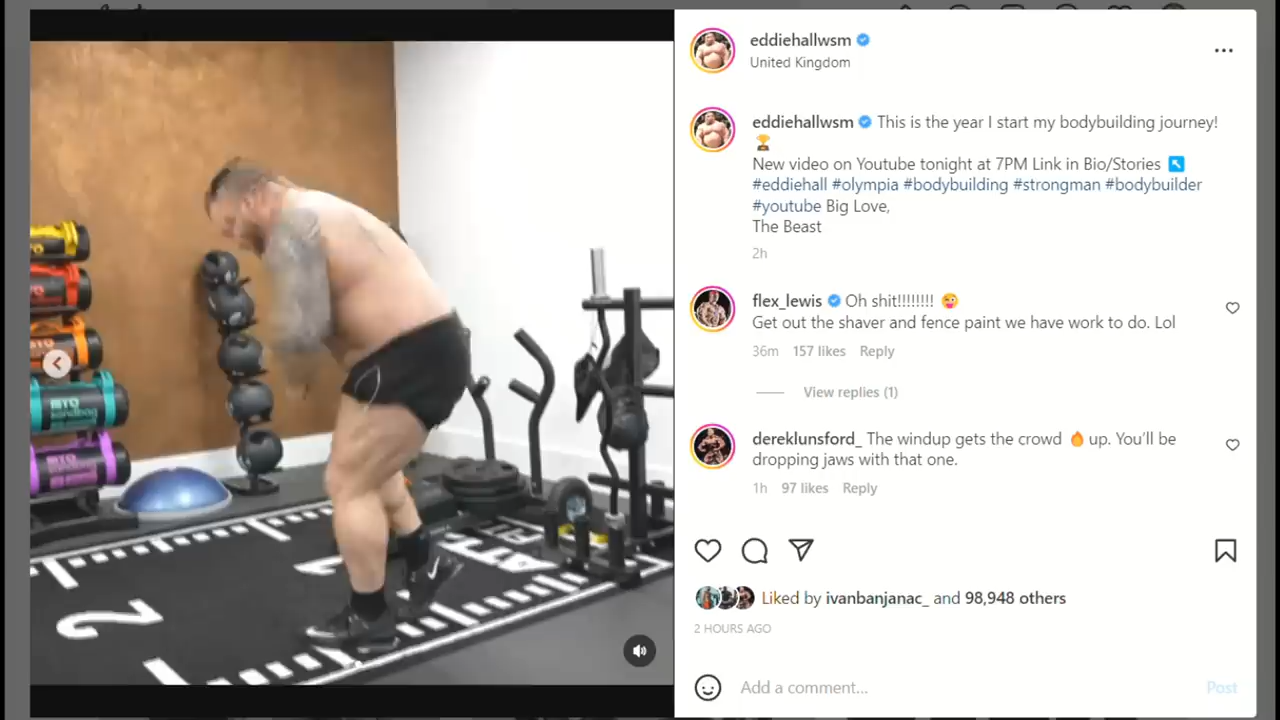 eddiehallwsm
United Kingdom
eddiehallwsm This is the year I start my bodybuilding journey!
🏆
New video on Youtube tonight at 7PM Link in Bio/Stories ↖️
#eddiehall #olympia #bodybuilding #strongman #bodybuilder
#youtube Big Love,
The Beast
2h
flex_lewis Oh shit!!!!!!!! 😜
Get out the shaver and fence paint we have work to do. Lol
36m 157 likes Reply
View replies (1)
dereklunsford_ The windup gets the crowd 🔥 up. You’ll be
dropping jaws with that one.
1h 97 likes Reply
Liked by ivanbanjanac_ and 98,948 others
2 HOURS AGO
Add a comment...
Post
2